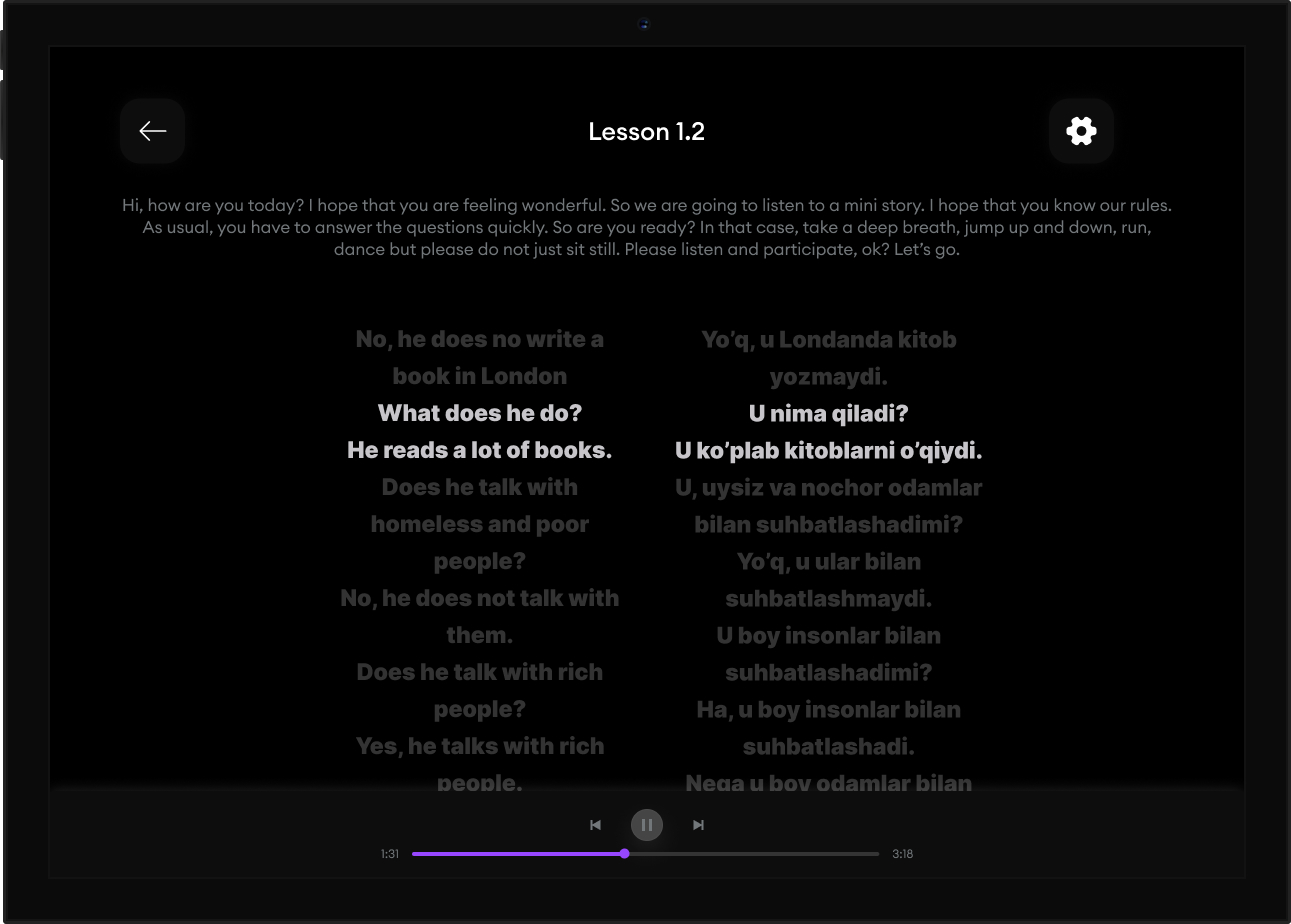 Lesson 1.2
Hi, how are you today? I hope that you are feeling wonderful. So we are going to listen to a mini story. I hope that you know our rules.
As usual, you have to answer the questions quickly. So are you ready? In that case, take a deep breath, jump up and down, run,
dance but please do not just sit still. Please listen and participate, ok? Let’s go.
No, he does no write a
book in London
What does he do?
He reads a lot of books.
Does he talk with
homeless and poor
people?
No, he does not talk with
them.
Does he talk with rich
people?
Yes, he talks with rich
people.
Yo’q, u Londanda kitob
yozmaydi.
U nima qiladi?
U ko’plab kitoblarni o’qiydi.
U, uysiz va nochor odamlar
bilan suhbatlashadimi?
Yo’q, u ular bilan
suhbatlashmaydi.
U boy insonlar bilan
suhbatlashadimi?
Ha, u boy insonlar bilan
suhbatlashadi.
Nega u boy odamlar bilan
1:31
3:18